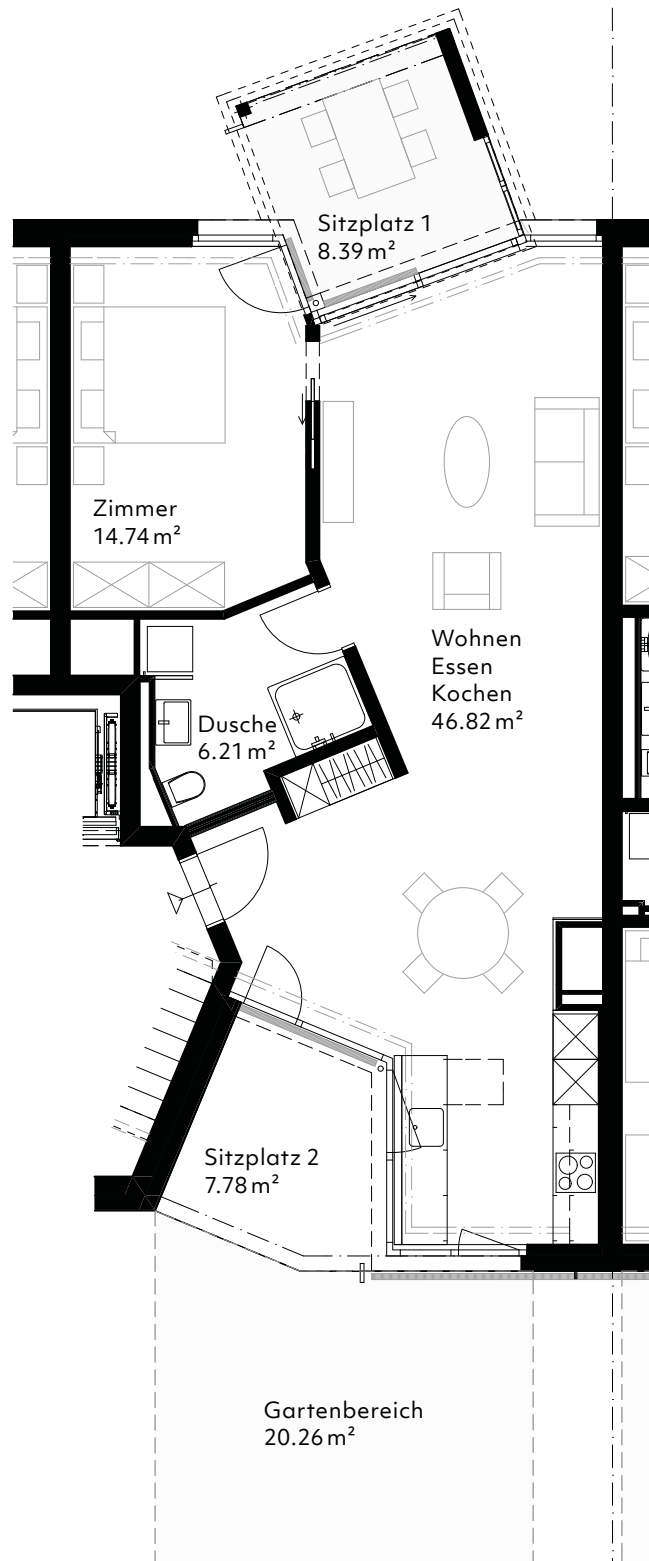 Sitzplatz 1
8.39 m²
Zimmer
14.74 m²
Wohnen
Essen
Kochen
46.82 m²
Dusche
6.21 m²
Sitzplatz 2
7.78 m²
Gartenbereich
20.26 m²